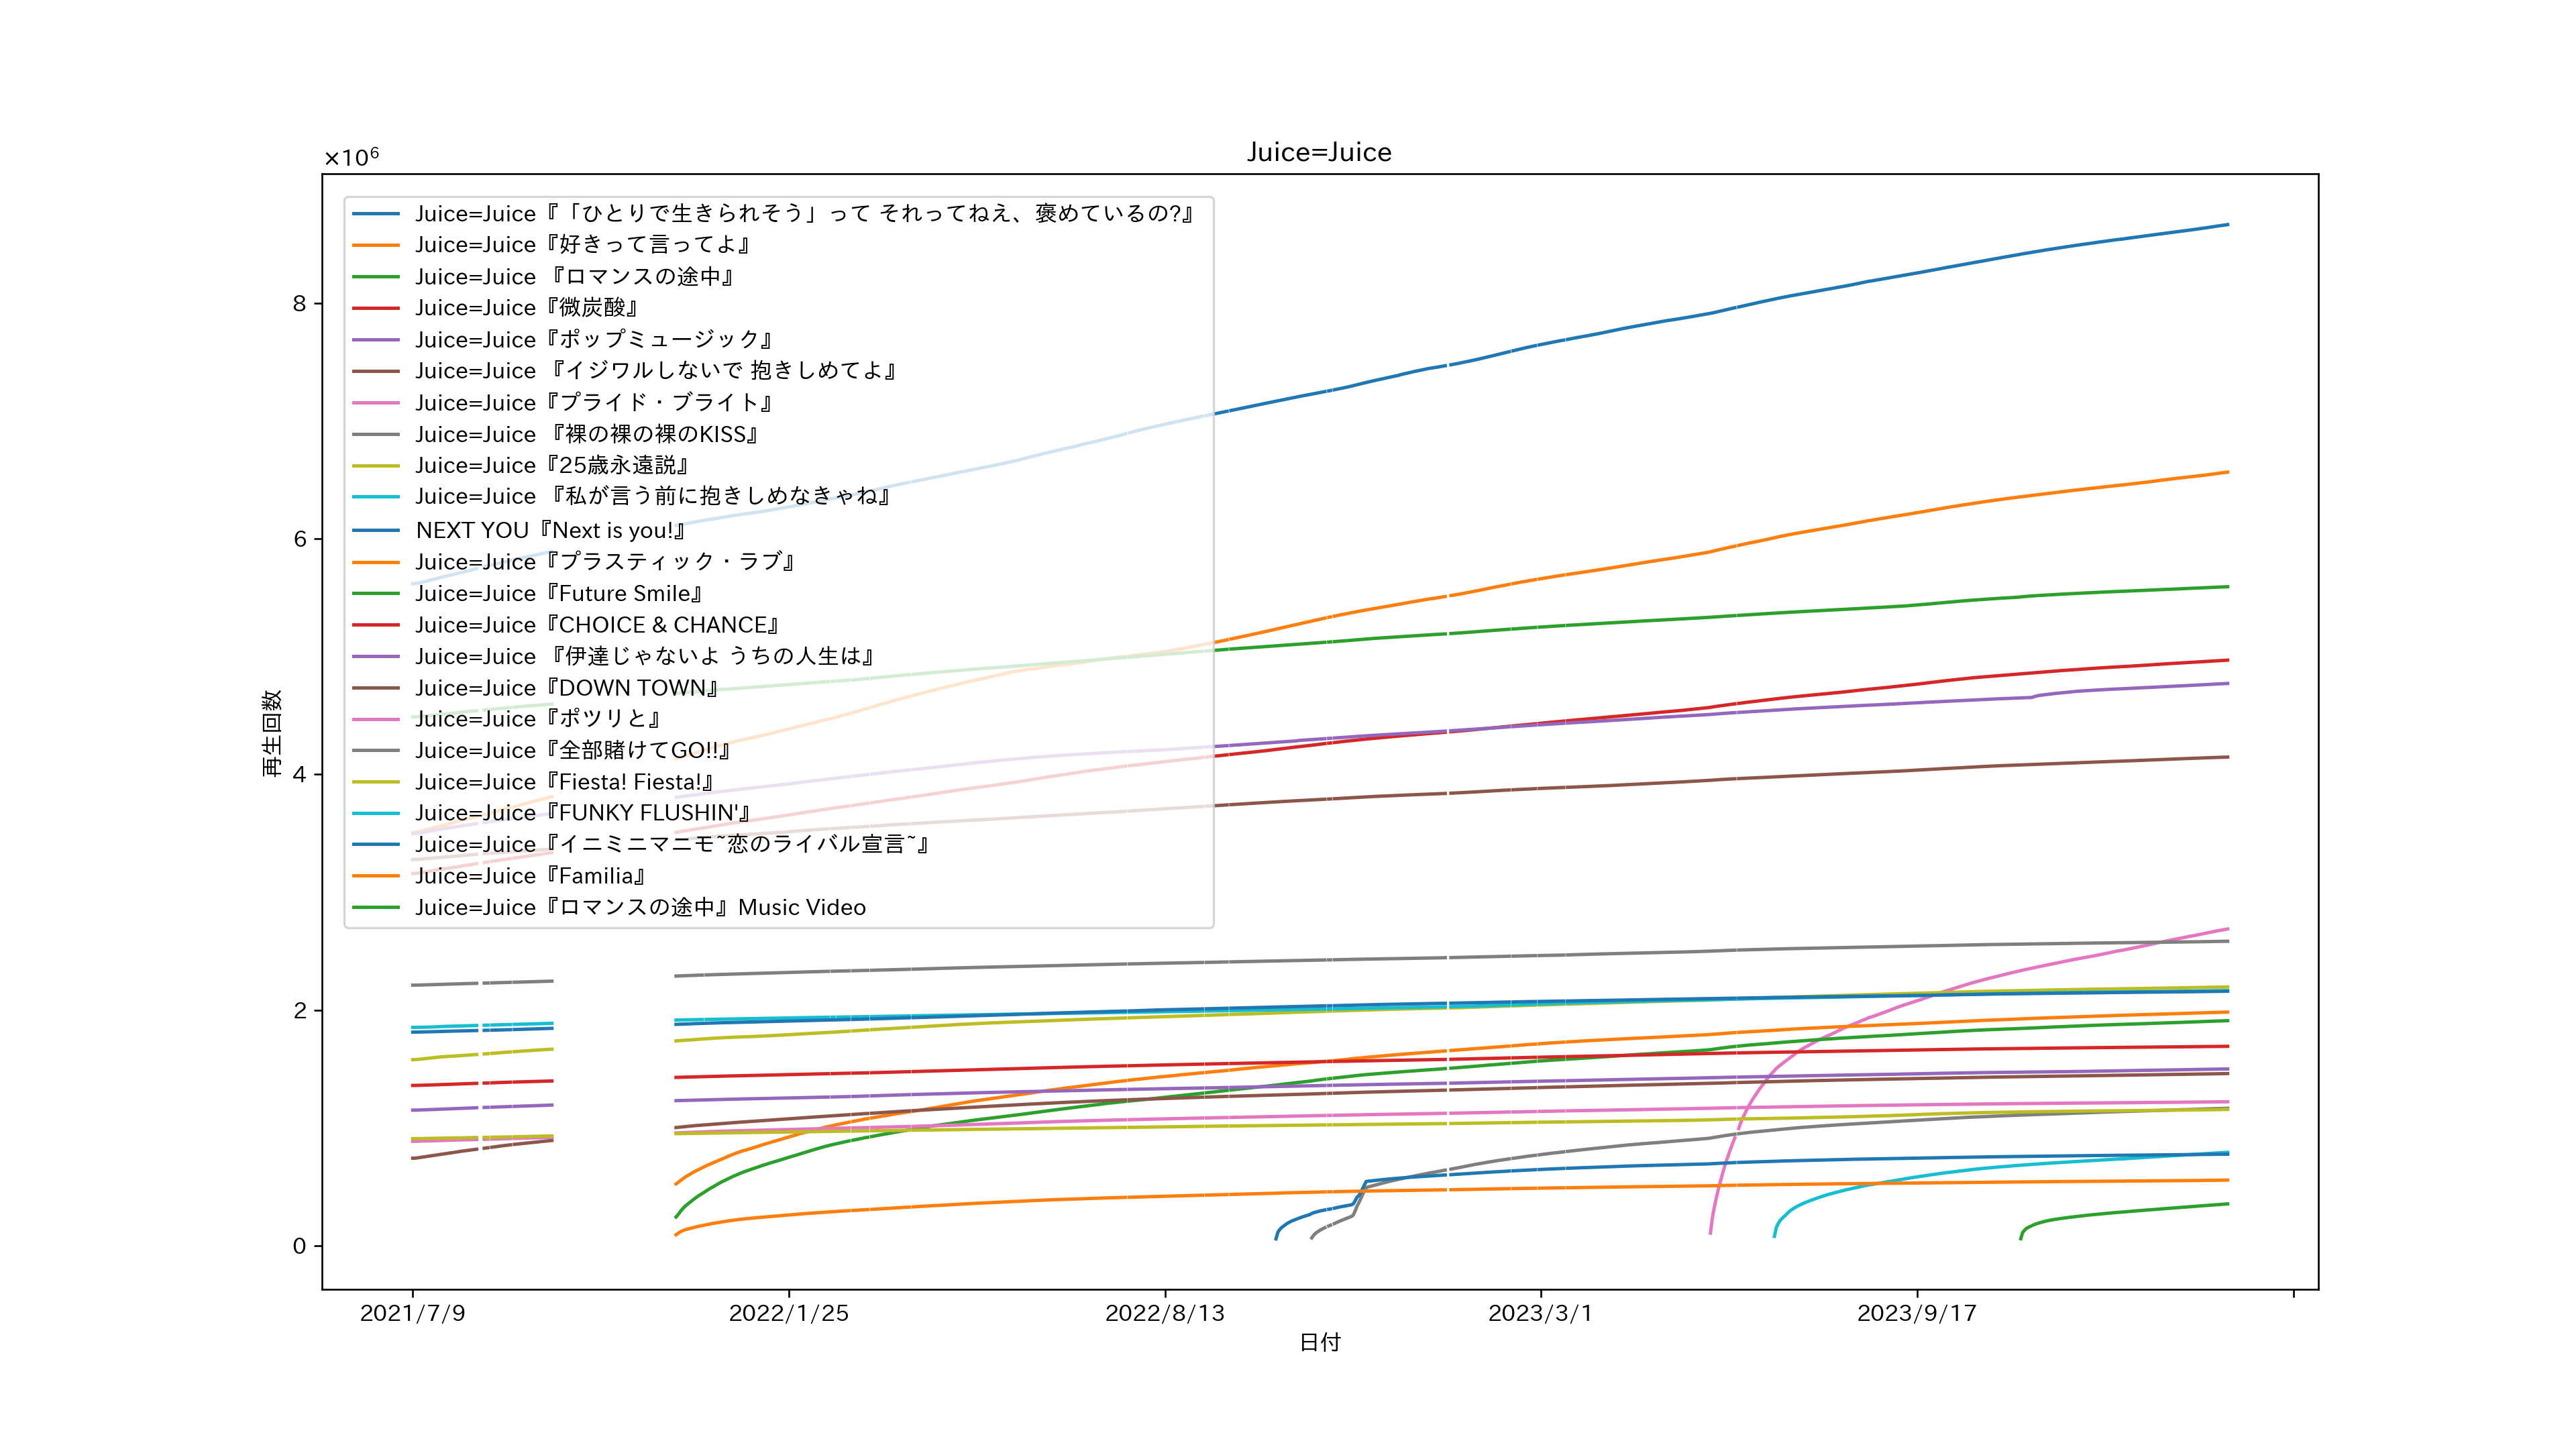 Juice=Juice
×10⁶
8
6
4
2
0
再生回数
Juice=Juice『「ひとりで生きられそう」って それってねえ、褒めているの?』
Juice=Juice『好きって言ってよ』
Juice=Juice 『ロマンスの途中』
Juice=Juice『微炭酸』
Juice=Juice『ポップミュージック』
Juice=Juice 『イジワルしないで 抱きしめてよ』
Juice=Juice『プライド・ブライト』
Juice=Juice 『裸の裸の裸のKISS』
Juice=Juice『25歳永遠説』
Juice=Juice 『私が言う前に抱きしめなきゃね』
NEXT YOU『Next is you!』
Juice=Juice『プラスティック・ラブ』
Juice=Juice『Future Smile』
Juice=Juice『CHOICE & CHANCE』
Juice=Juice 『伊達じゃないよ うちの人生は』
Juice=Juice『DOWN TOWN』
Juice=Juice『ポツリと』
Juice=Juice『全部賭けてGO!!』
Juice=Juice『Fiesta! Fiesta!』
Juice=Juice『FUNKY FLUSHIN'』
Juice=Juice『イニミニマニモ~恋のライバル宣言~』
Juice=Juice『Familia』
Juice=Juice『ロマンスの途中』Music Video
2021/7/9
2022/1/25
2022/8/13
2023/3/1
2023/9/17
日付